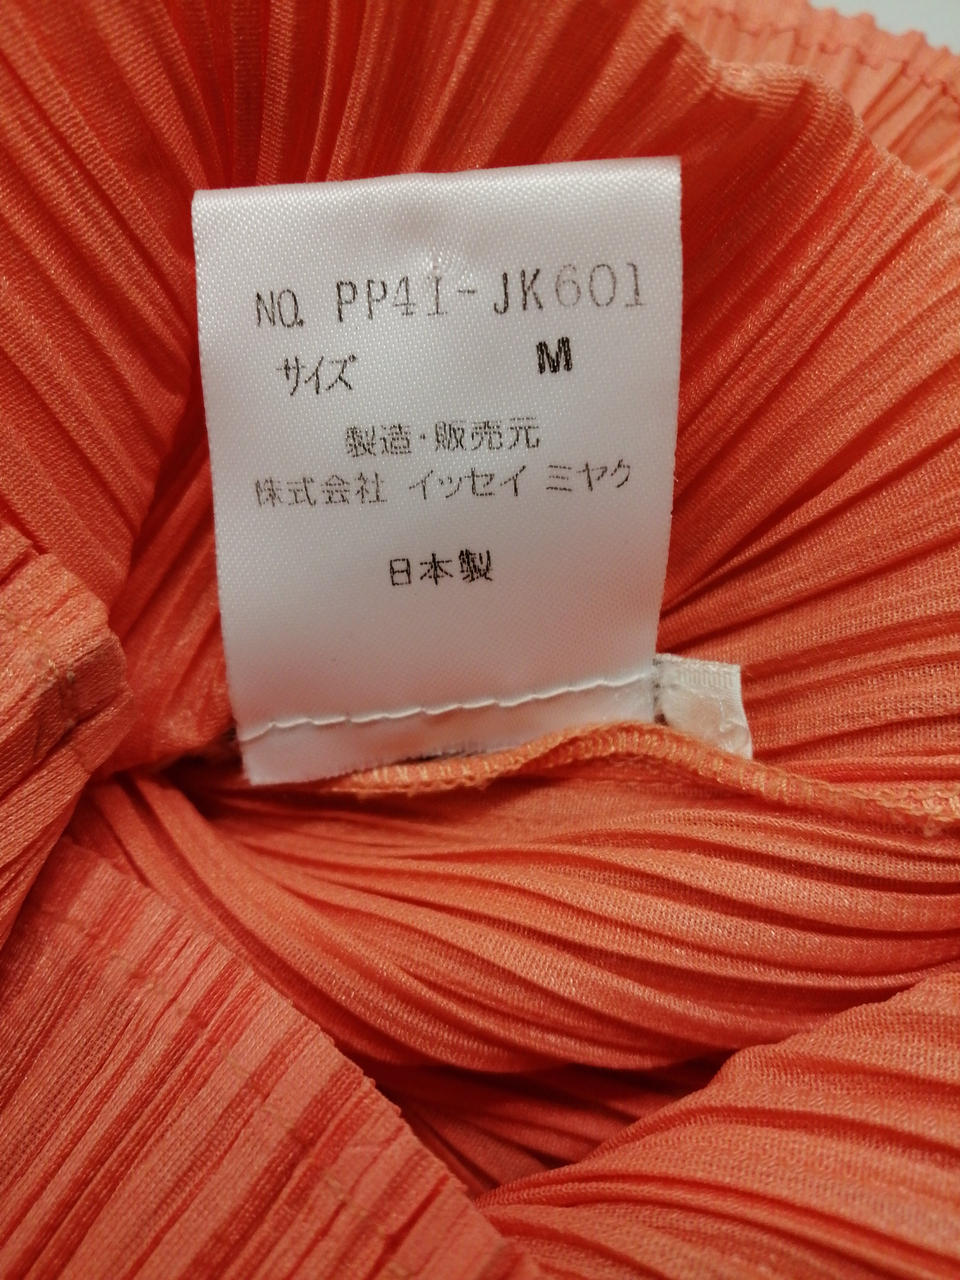 NO. PP41-JK601
サイズ M
製造・販売元
株式会社 イッセイ ミヤケ
日本製